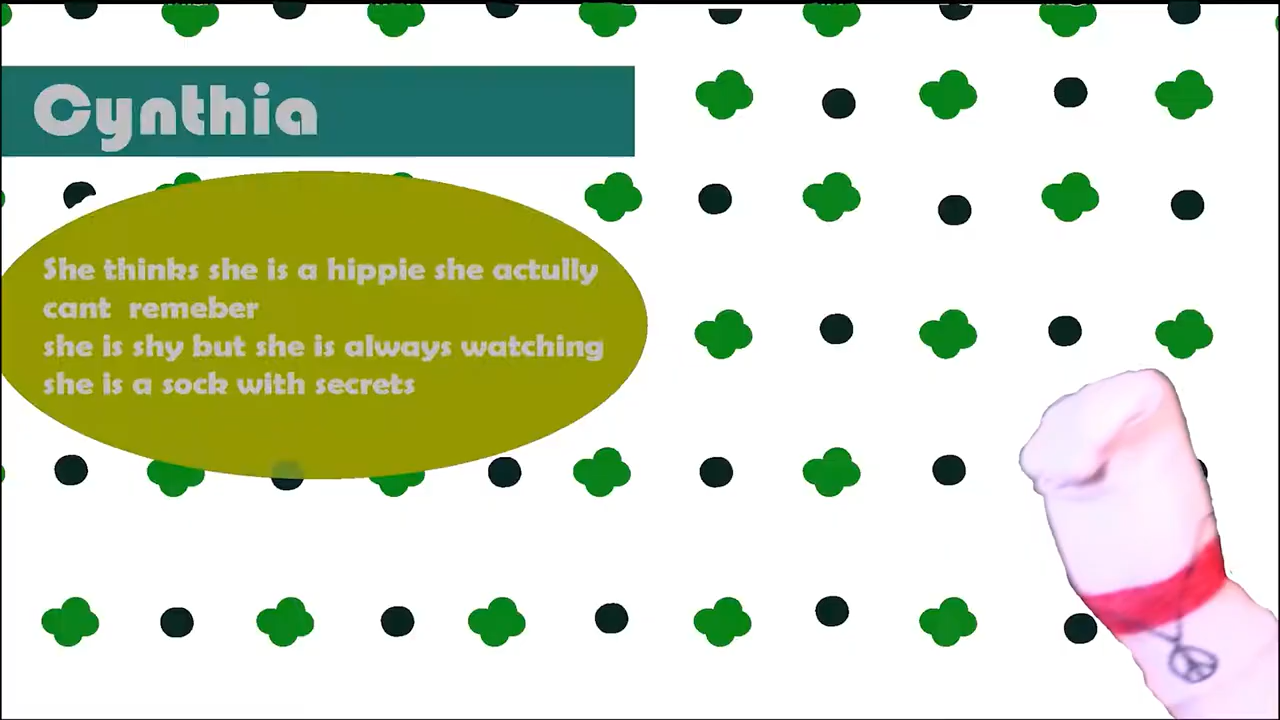 Cynthia
She thinks she is a hippie she actully
cant remeber
she is shy but she is always watching
she is a sock with secrets